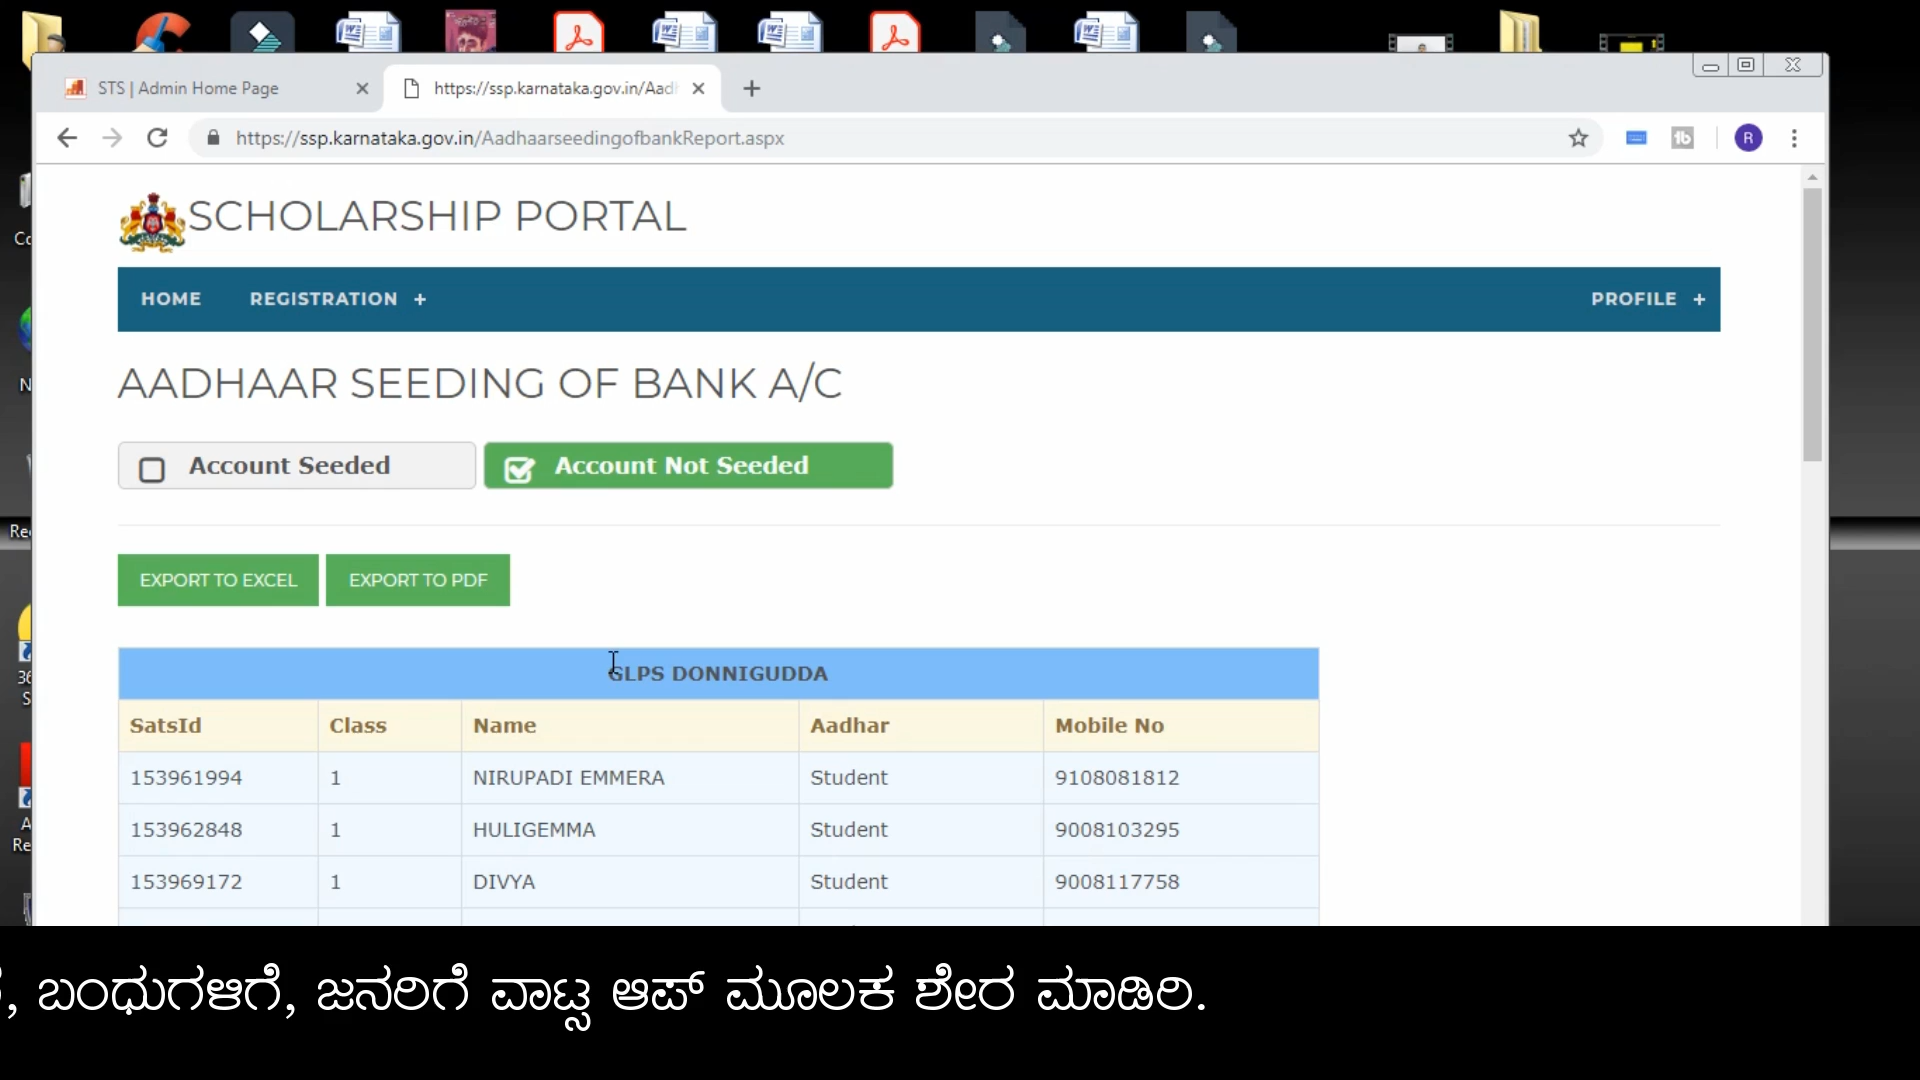 STS | Admin Home Page
https://ssp.karnataka.gov.in/Aad
R
https://ssp.karnataka.gov.in/AadhaarseedingofbankReport.aspx
SCHOLARSHIP PORTAL
HOME REGISTRATION + PROFILE +
AADHAAR SEEDING OF BANK A/C
Account Seeded Account Not Seeded
EXPORT TO EXCEL EXPORT TO PDF
GLPS DONNIGUDDA
SatsId Class Name Aadhar Mobile No
153961994 1 NIRUPADI EMMERA Student 9108081812
153962848 1 HULIGEMMA Student 9008103295
153969172 1 DIVYA Student 9008117758
, ಬಂಧುಗಳಿಗೆ, ಜನರಿಗೆ ವಾಟ್ಸ ಆಪ್ ಮೂಲಕ ಶೇರ ಮಾಡಿರಿ.